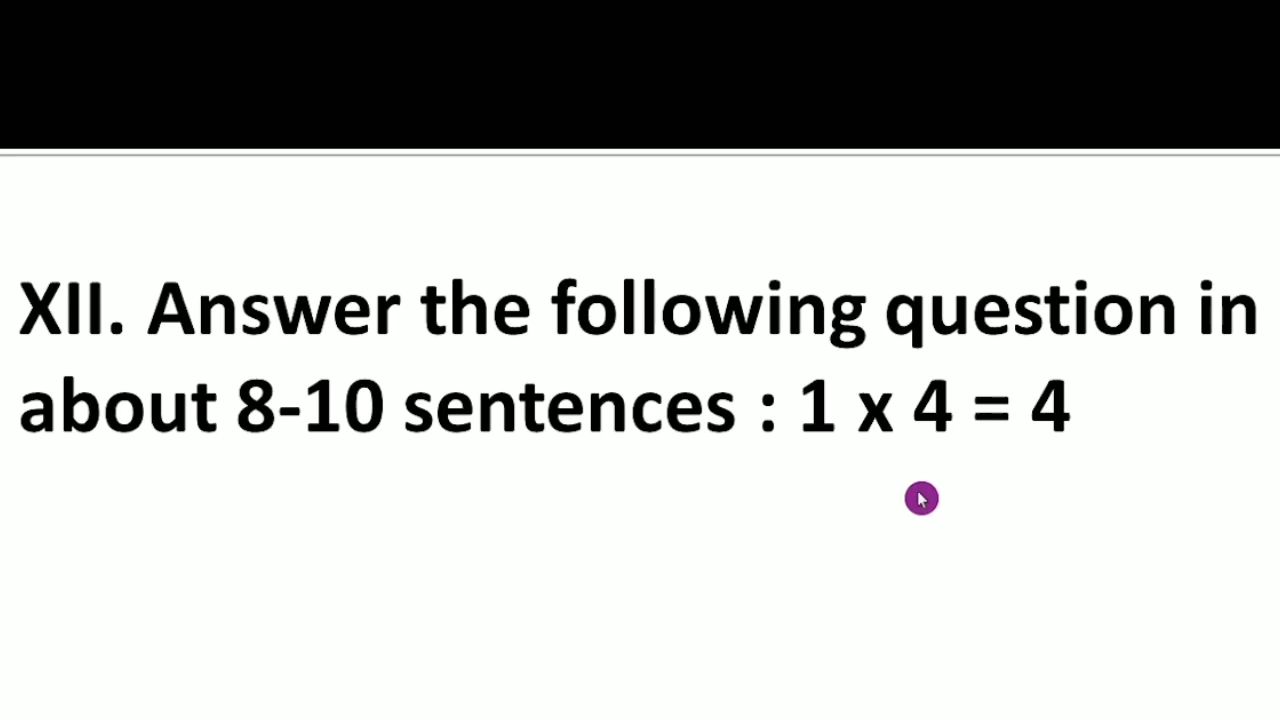 XII. Answer the following question in
about 8-10 sentences : 1 x 4 = 4